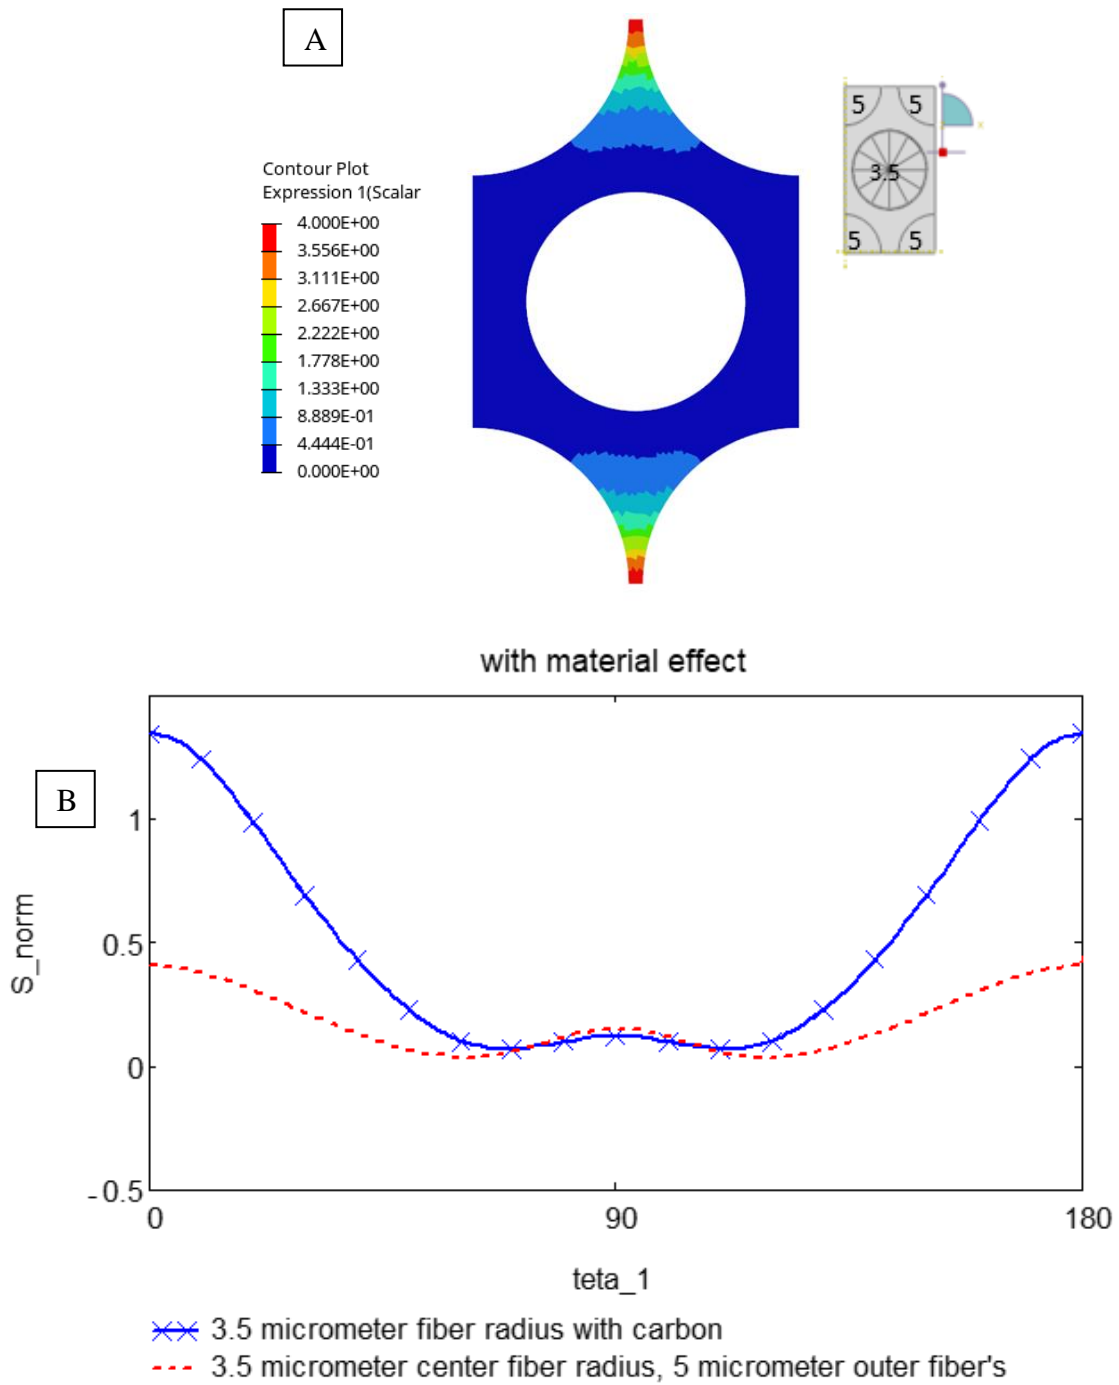 A
5 5
3.5
5 5
x
Contour Plot
Expression 1(Scalar
4.000E+00
3.556E+00
3.111E+00
2.667E+00
2.222E+00
1.778E+00
1.333E+00
8.889E-01
4.444E-01
0.000E+00
with material effect
B
S_norm
1
0.5
0
-0.5
0 90 180
teta_1
3.5 micrometer fiber radius with carbon
3.5 micrometer center fiber radius, 5 micrometer outer fiber's